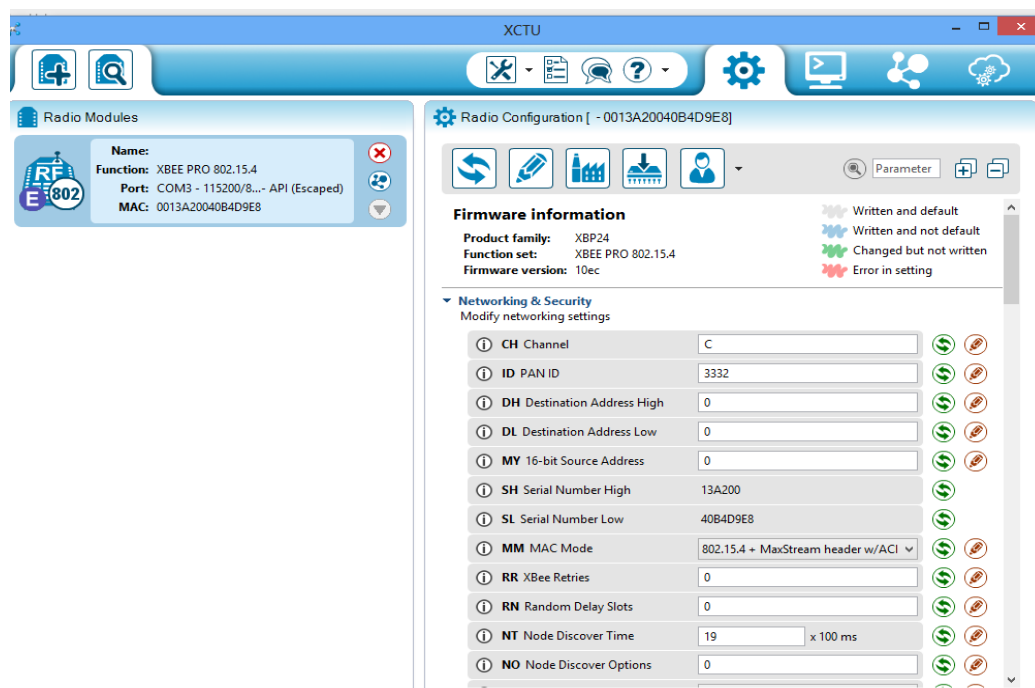 XCTU
Radio Modules
Name:
Function: XBEE PRO 802.15.4
Port: COM3 - 115200/8...- API (Escaped)
MAC: 0013A20040B4D9E8
RE
802
E
Radio Configuration [ - 0013A20040B4D9E8]
Parameter
Firmware information
Product family: XBP24
Function set: XBEE PRO 802.15.4
Firmware version: 10ec
Written and default
Written and not default
Changed but not written
Error in setting
Networking & Security
Modify networking settings
CH Channel C
ID PAN ID 3332
DH Destination Address High 0
DL Destination Address Low 0
MY 16-bit Source Address 0
SH Serial Number High 13A200
SL Serial Number Low 40B4D9E8
MM MAC Mode 802.15.4 + MaxStream header w/ACI
RR XBee Retries 0
RN Random Delay Slots 0
NT Node Discover Time 19 x 100 ms
NO Node Discover Options 0